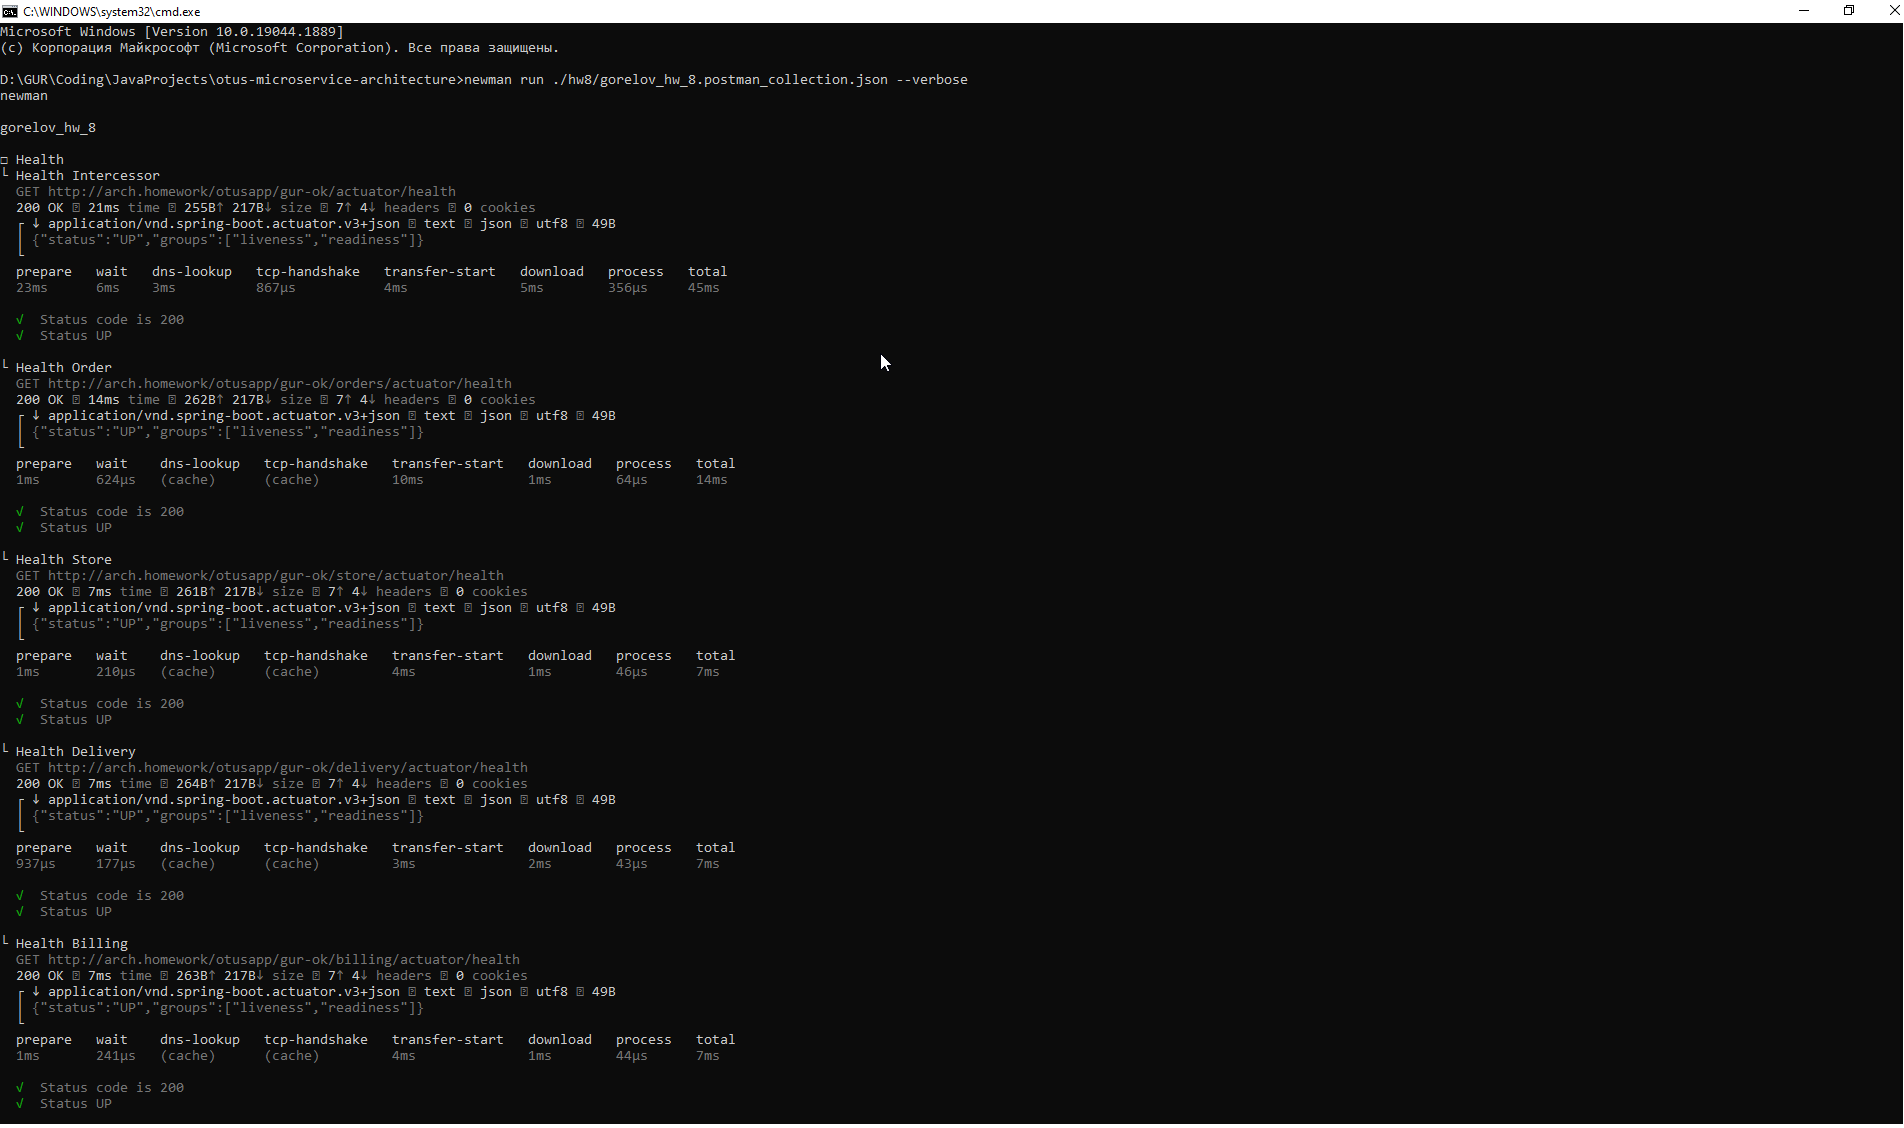 C:\WINDOWS\system32\cmd.exe
Microsoft Windows [Version 10.0.19044.1889]
(c) Корпорация Майкрософт (Microsoft Corporation). Все права защищены.
D:\GUR\Coding\JavaProjects\otus-microservice-architecture>newman run ./hw8/gorelov_hw_8.postman_collection.json --verbose
newman
gorelov_hw_8
□ Health
└ Health Intercessor
GET http://arch.homework/otusapp/gur-ok/actuator/health
200 OK ⍰ 21ms time ⍰ 255B↑ 217B↓ size ⍰ 7↑ 4↓ headers ⍰ 0 cookies
┌ ↓ application/vnd.spring-boot.actuator.v3+json ⍰ text ⍰ json ⍰ utf8 ⍰ 49B
│ {"status":"UP","groups":["liveness","readiness"]}
└
prepare wait dns-lookup tcp-handshake transfer-start download process total
23ms 6ms 3ms 867µs 4ms 5ms 356µs 45ms
√ Status code is 200
√ Status UP
└ Health Order
GET http://arch.homework/otusapp/gur-ok/orders/actuator/health
200 OK ⍰ 14ms time ⍰ 262B↑ 217B↓ size ⍰ 7↑ 4↓ headers ⍰ 0 cookies
┌ ↓ application/vnd.spring-boot.actuator.v3+json ⍰ text ⍰ json ⍰ utf8 ⍰ 49B
│ {"status":"UP","groups":["liveness","readiness"]}
└
prepare wait dns-lookup tcp-handshake transfer-start download process total
1ms 624µs (cache) (cache) 10ms 1ms 64µs 14ms
√ Status code is 200
√ Status UP
└ Health Store
GET http://arch.homework/otusapp/gur-ok/store/actuator/health
200 OK ⍰ 7ms time ⍰ 261B↑ 217B↓ size ⍰ 7↑ 4↓ headers ⍰ 0 cookies
┌ ↓ application/vnd.spring-boot.actuator.v3+json ⍰ text ⍰ json ⍰ utf8 ⍰ 49B
│ {"status":"UP","groups":["liveness","readiness"]}
└
prepare wait dns-lookup tcp-handshake transfer-start download process total
1ms 210µs (cache) (cache) 4ms 1ms 46µs 7ms
√ Status code is 200
√ Status UP
└ Health Delivery
GET http://arch.homework/otusapp/gur-ok/delivery/actuator/health
200 OK ⍰ 7ms time ⍰ 264B↑ 217B↓ size ⍰ 7↑ 4↓ headers ⍰ 0 cookies
┌ ↓ application/vnd.spring-boot.actuator.v3+json ⍰ text ⍰ json ⍰ utf8 ⍰ 49B
│ {"status":"UP","groups":["liveness","readiness"]}
└
prepare wait dns-lookup tcp-handshake transfer-start download process total
937µs 177µs (cache) (cache) 3ms 2ms 43µs 7ms
√ Status code is 200
√ Status UP
└ Health Billing
GET http://arch.homework/otusapp/gur-ok/billing/actuator/health
200 OK ⍰ 7ms time ⍰ 263B↑ 217B↓ size ⍰ 7↑ 4↓ headers ⍰ 0 cookies
┌ ↓ application/vnd.spring-boot.actuator.v3+json ⍰ text ⍰ json ⍰ utf8 ⍰ 49B
│ {"status":"UP","groups":["liveness","readiness"]}
└
prepare wait dns-lookup tcp-handshake transfer-start download process total
1ms 241µs (cache) (cache) 4ms 1ms 44µs 7ms
√ Status code is 200
√ Status UP